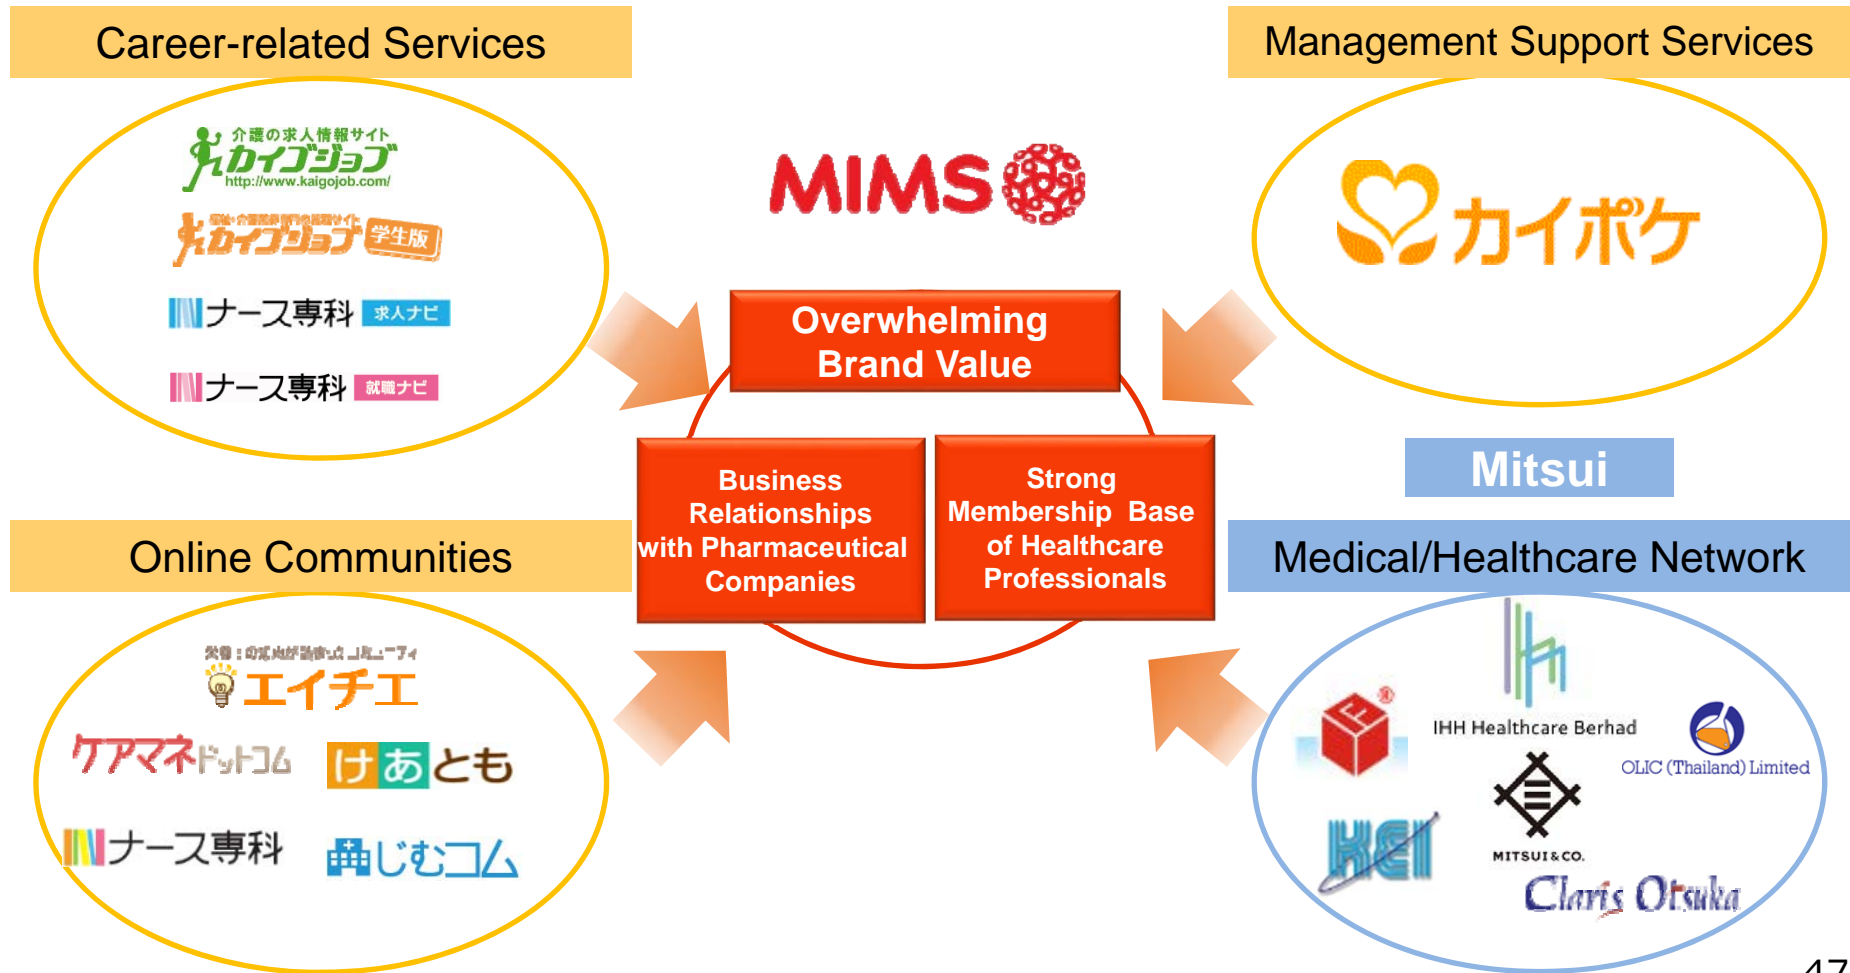 Career-related Services
介護の求人情報サイト
カイゴジョブ
http://www.kaigojob.com/
カイゴジョブ 学生版
ナース専科 求人ナビ
ナース専科 就職ナビ
MIMS
Management Support Services
カイポケ
Overwhelming
Brand Value
Business
Relationships
with Pharmaceutical
Companies
Strong
Membership Base
of Healthcare
Professionals
Online Communities
エイチエ
ケアマネドットコム
けあとも
ナース専科
じむコム
Mitsui
Medical/Healthcare Network
IHH Healthcare Berhad
OLIC (Thailand) Limited
MITSUI & CO.
KEI
Claris Otsuka
47